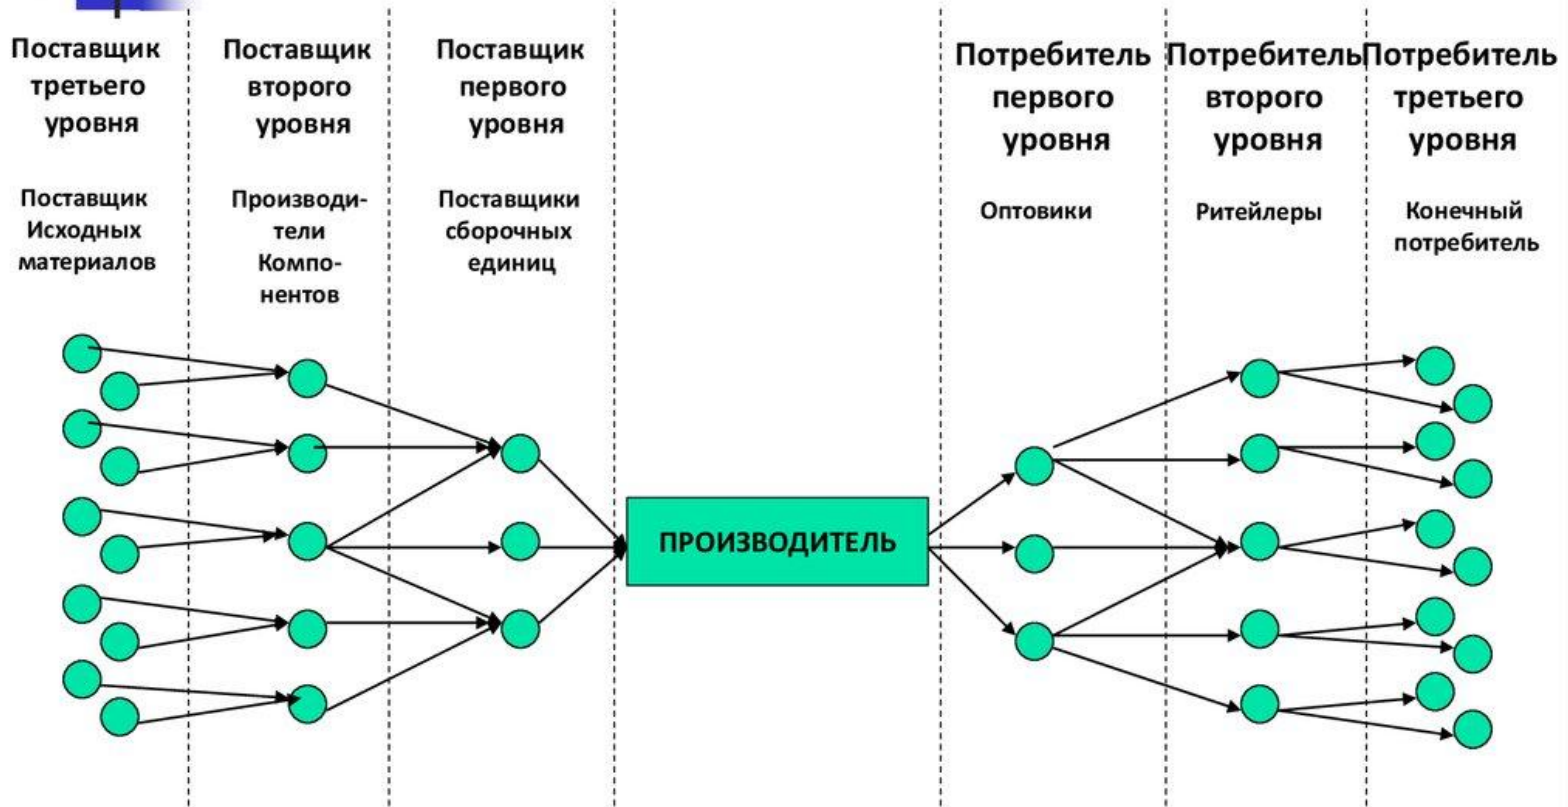 Поставщик
третьего
уровня
Поставщик
Исходных
материалов
Поставщик
второго
уровня
Производи-
тели
Компо-
нентов
Поставщик
первого
уровня
Поставщики
сборочных
единиц
ПРОИЗВОДИТЕЛЬ
Потребитель
первого
уровня
Оптовики
Потребитель
второго
уровня
Ритейлеры
Потребитель
третьего
уровня
Конечный
потребитель